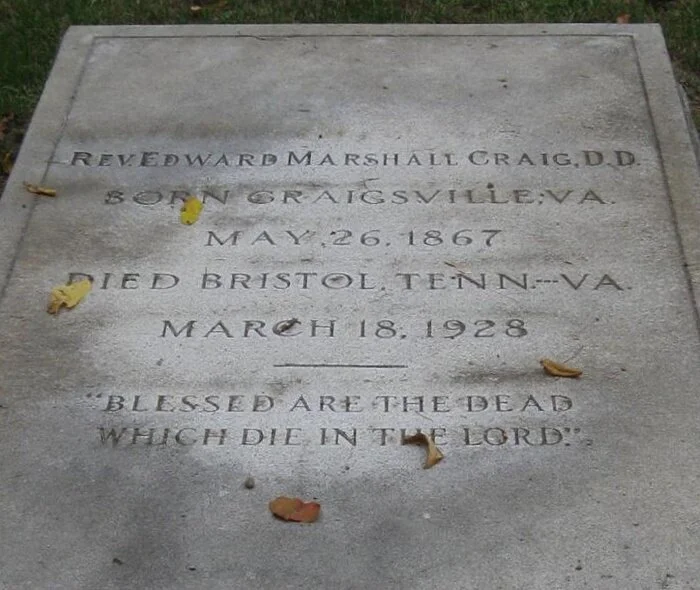 REV. EDWARD MARSHALL CRAIG, D.D.
BORN CRAIGSVILLE, VA.
MAY, 26, 1867
DIED BRISTOL, TENN.-VA.
MARCH 18, 1928
"BLESSED ARE THE DEAD
WHICH DIE IN THE LORD".